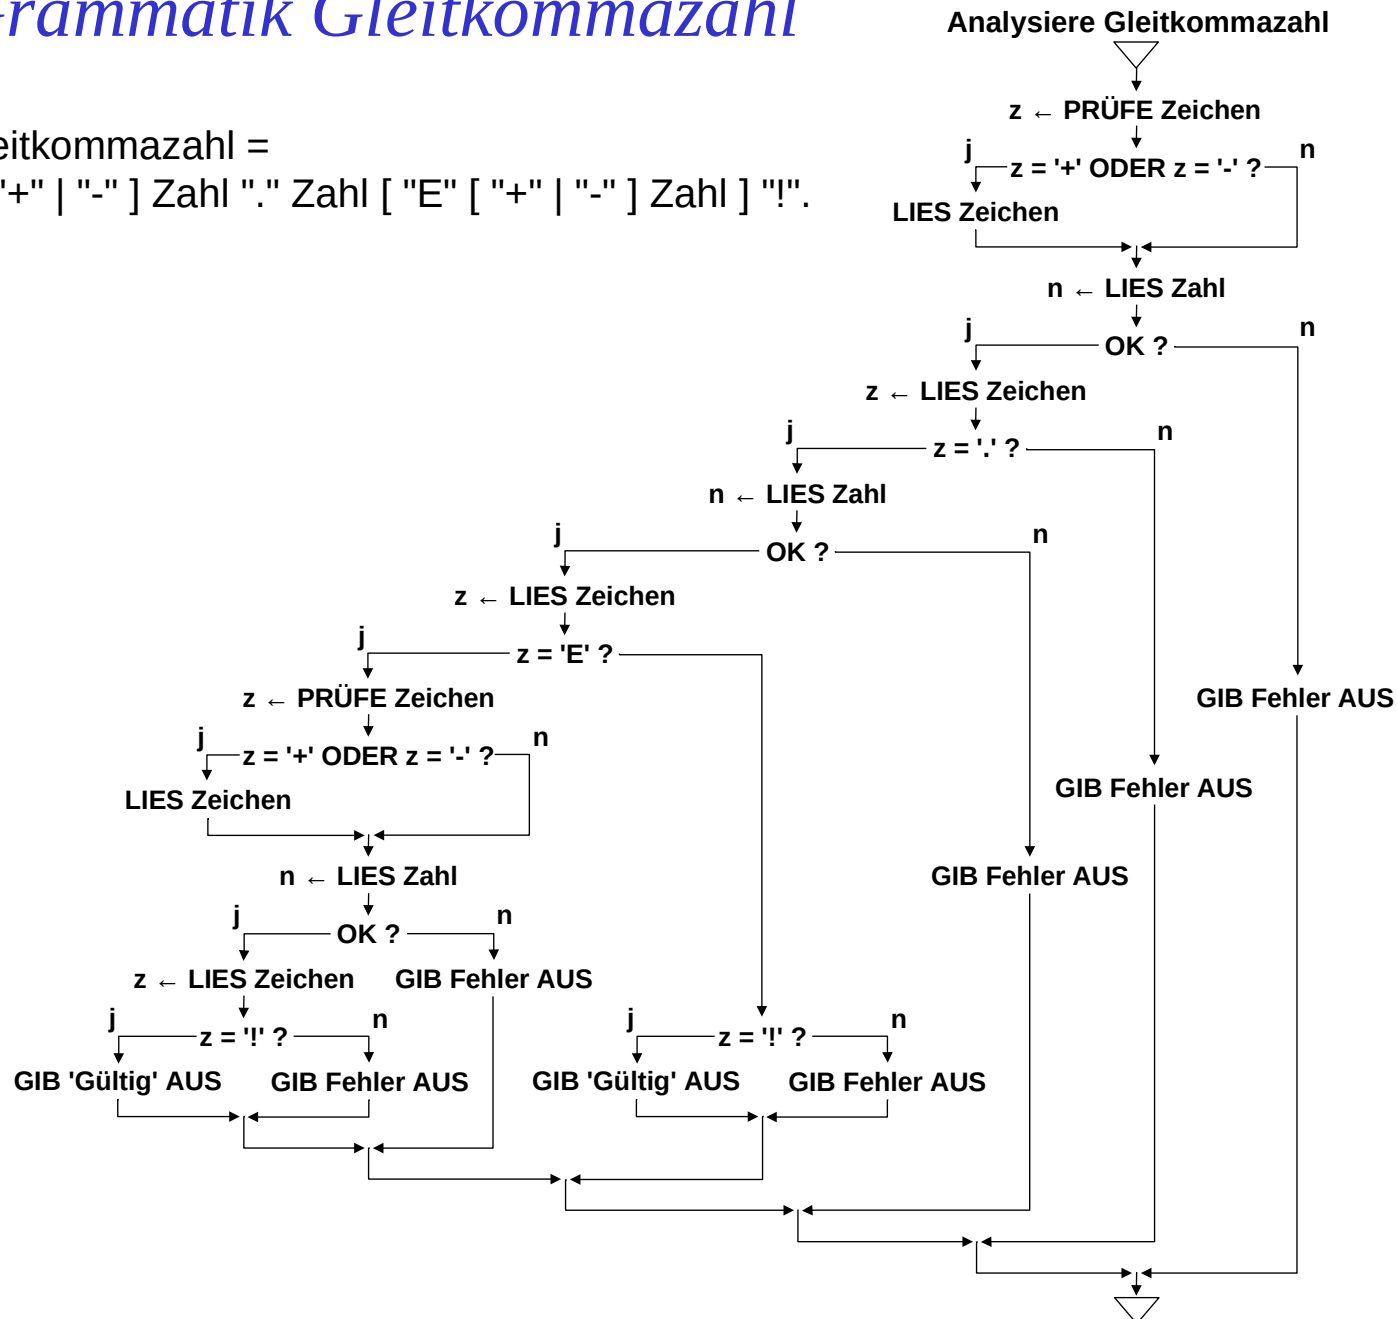 Grammatik Gleitkommazahl
eitkommazahl =
"+" | "-" ] Zahl "." Zahl [ "E" [ "+" | "-" ] Zahl ] "!".
Analysiere Gleitkommazahl
z ← PRÜFE Zeichen
j
n
z = '+' ODER z = '-' ?
LIES Zeichen
n ← LIES Zahl
j
n
OK ?
z ← LIES Zeichen
j
n
z = '.' ?
n ← LIES Zahl
j
n
OK ?
z ← LIES Zeichen
j
z = 'E' ?
z ← PRÜFE Zeichen
GIB Fehler AUS
j
n
z = '+' ODER z = '-' ?
GIB Fehler AUS
LIES Zeichen
n ← LIES Zahl
GIB Fehler AUS
j
n
OK ?
z ← LIES Zeichen
GIB Fehler AUS
j
n
j
n
z = '!' ?
z = '!' ?
GIB 'Gültig' AUS
GIB Fehler AUS
GIB 'Gültig' AUS
GIB Fehler AUS